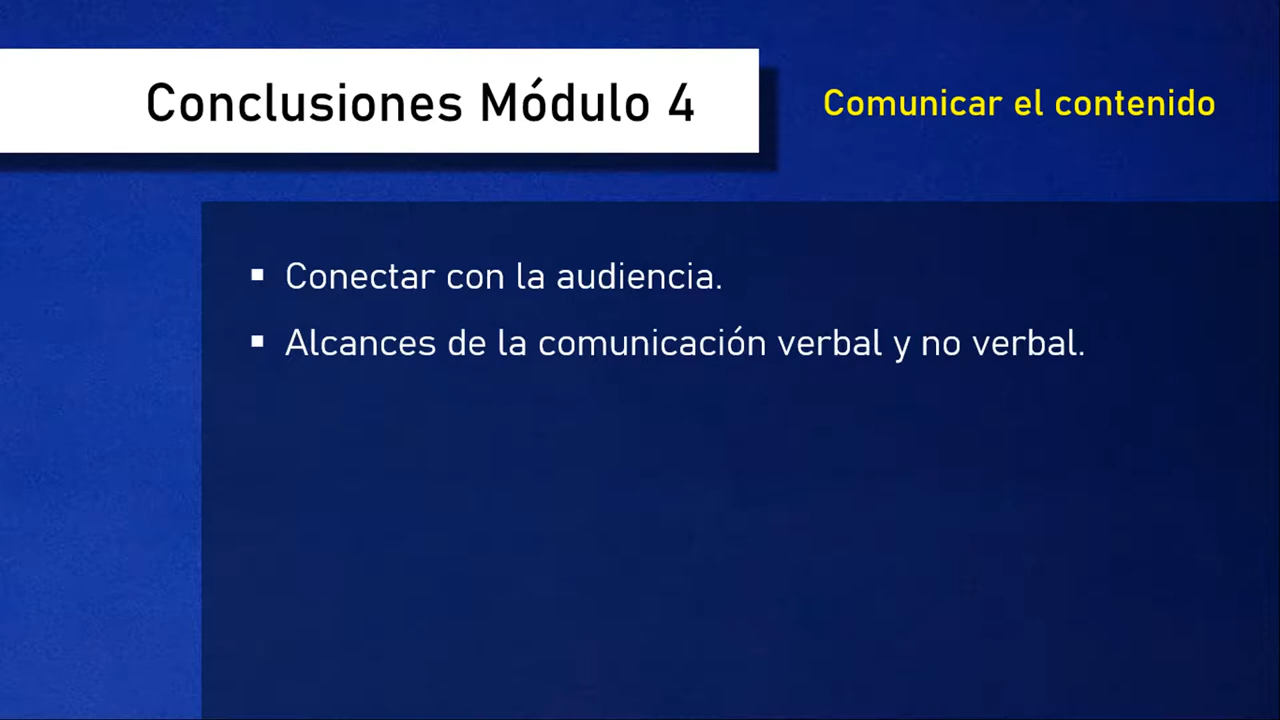 Conclusiones Módulo 4
Comunicar el contenido
▪ Conectar con la audiencia.
▪ Alcances de la comunicación verbal y no verbal.